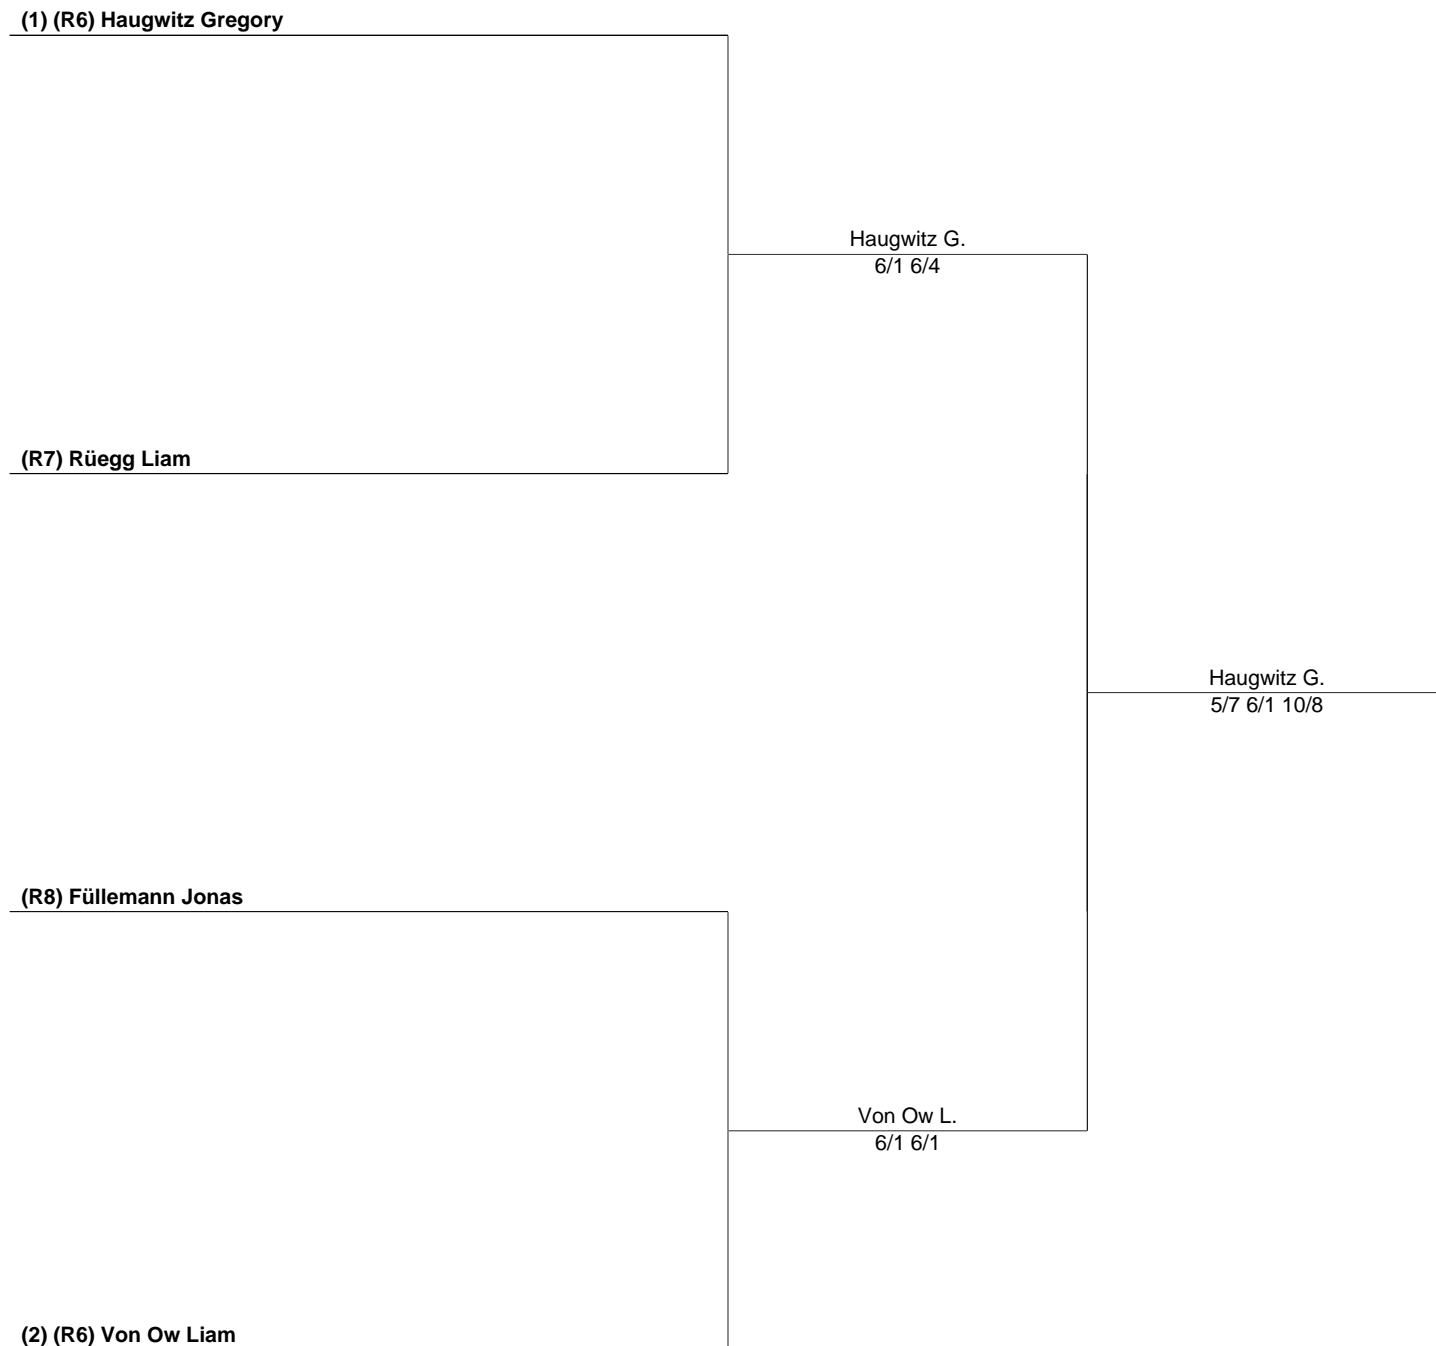 (1) (R6) Haugwitz Gregory
Haugwitz G.
6/1 6/4
(R7) Rüegg Liam
Haugwitz G.
5/7 6/1 10/8
(R8) Füllemann Jonas
Von Ow L.
6/1 6/1
(2) (R6) Von Ow Liam